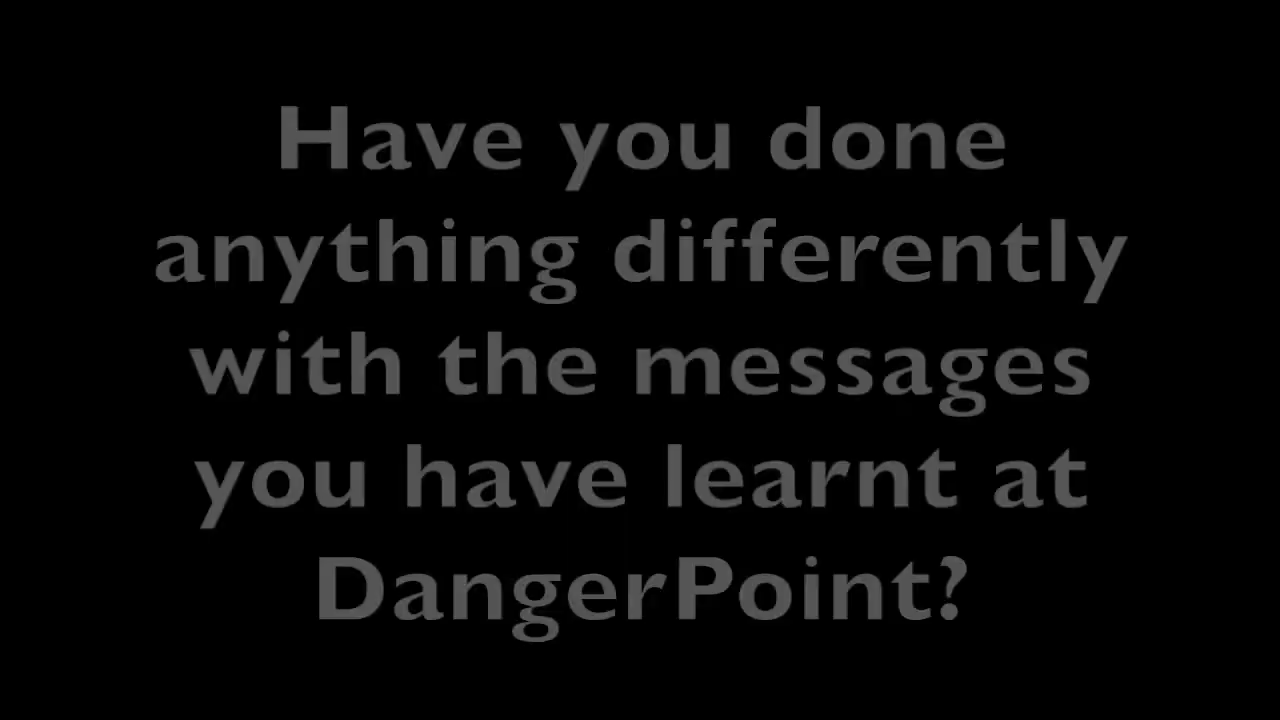 Have you done
anything differently
with the messages
you have learnt at
DangerPoint?